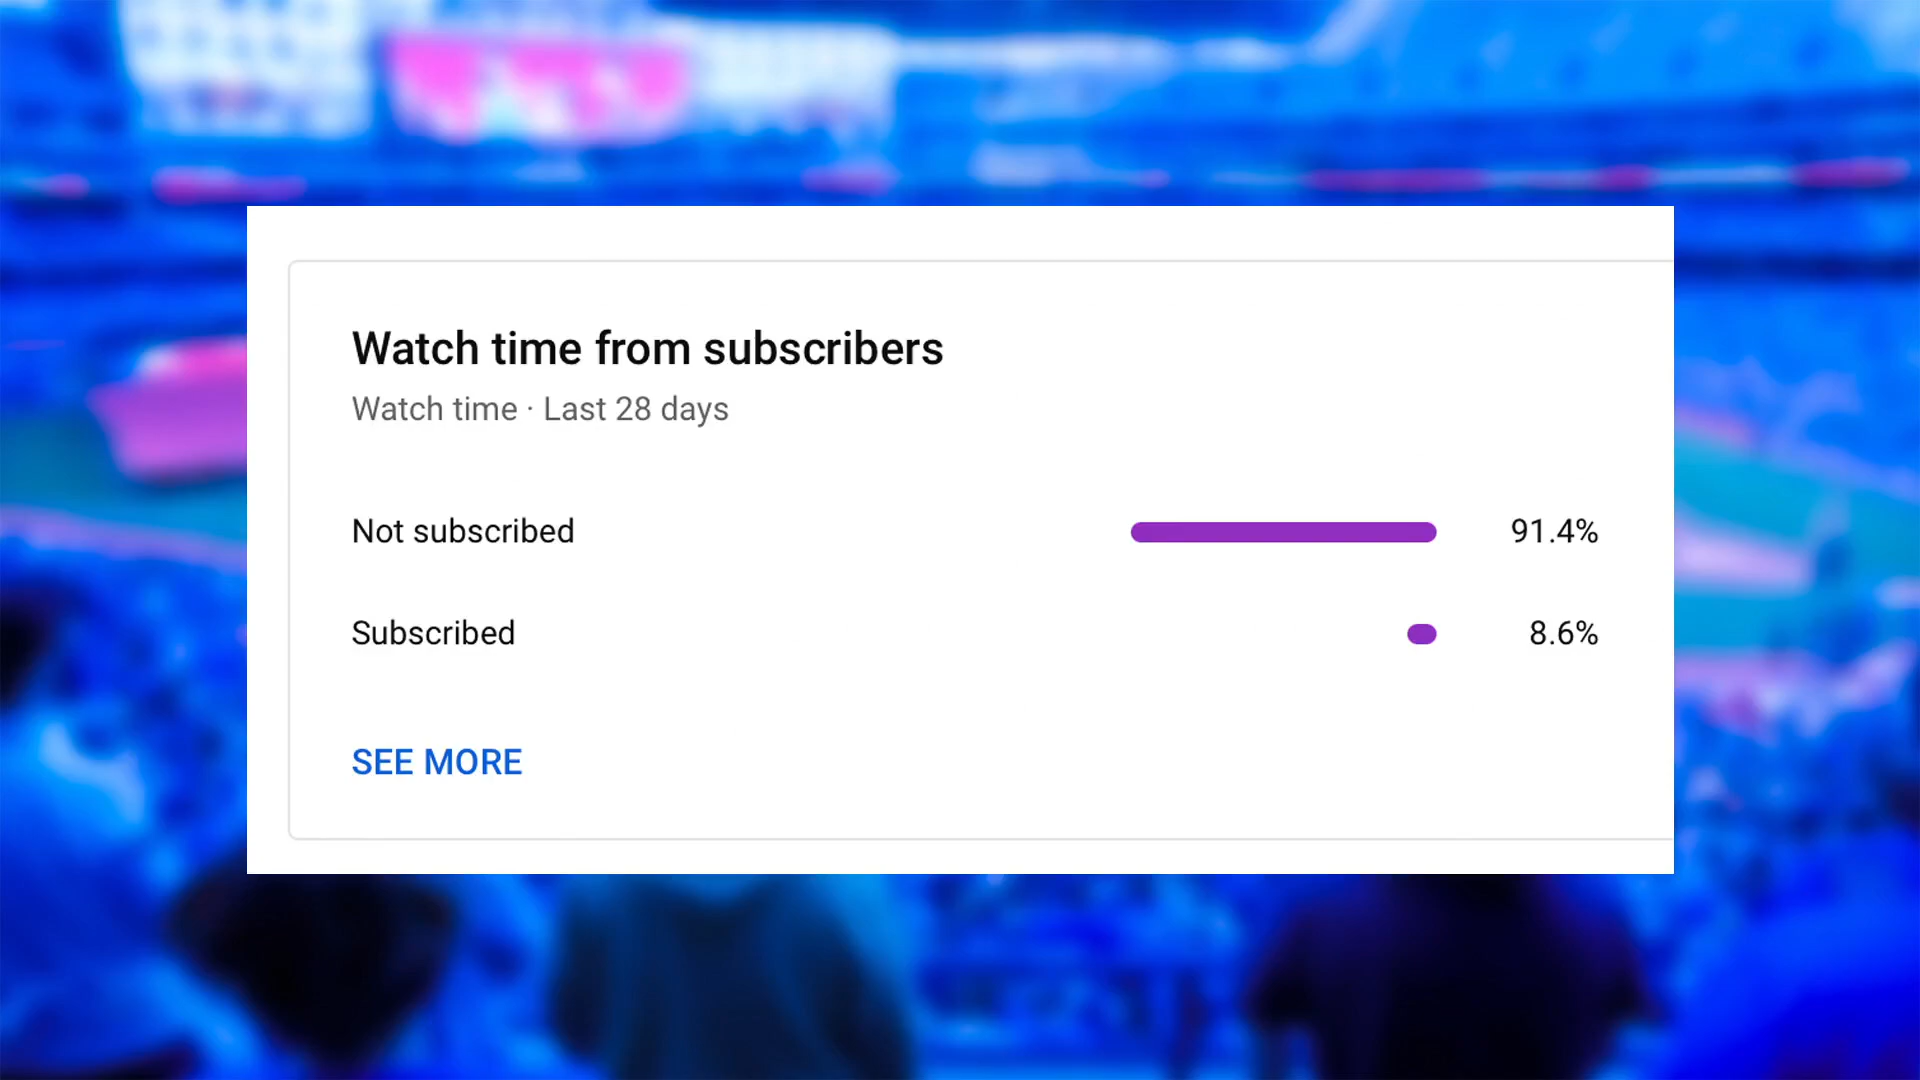 Watch time from subscribers
Watch time · Last 28 days
Not subscribed 91.4%
Subscribed 8.6%
SEE MORE